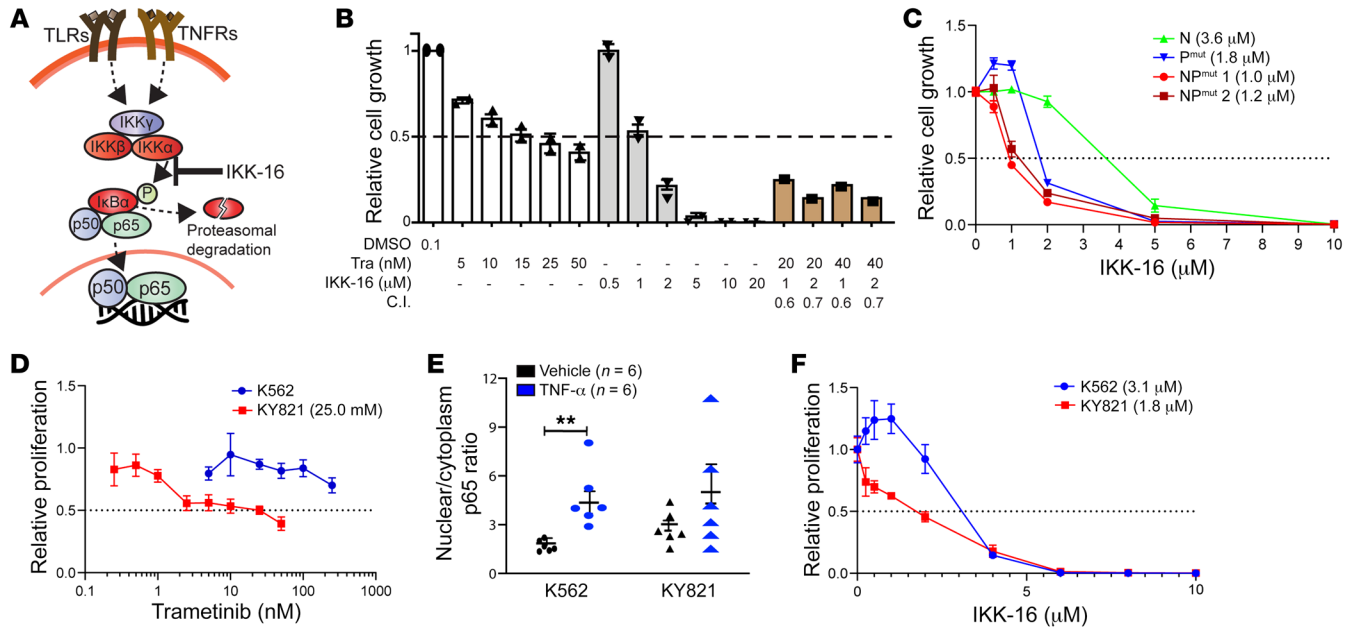 A
TLRs
TNFRs
IKKγ
IKKβ
IKKα
IKK-16
P
IκBα
p50
p65
Proteasomal
degradation
p50
p65
B
Relative cell growth
1
0.5
0
DMSO 0.1
Tra (nM) - 5 10 15 25 50 - - - - - - 20 20 40 40
IKK-16 (μM) - - - - - - 0.5 1 2 5 10 20 1 2 1 2
C.I. 0.6 0.7 0.6 0.7
C
Relative cell growth
1.5
1.0
0.5
0.0
0 1 2 3 4 5 6 7 8 9 10
IKK-16 (μM)
N (3.6 μM)
Pmut (1.8 μM)
NPmut 1 (1.0 μM)
NPmut 2 (1.2 μM)
D
Relative proliferation
1.5
1.0
0.5
0.0
0.1 1 10 100 1000
Trametinib (nM)
K562
KY821 (25.0 mM)
E
Vehicle (n = 6)
TNF-α (n = 6)
Nuclear/cytoplasm
p65 ratio
12
9
6
3
0
**
K562 KY821
F
Relative proliferation
1.5
1.0
0.5
0.0
0 5 10
IKK-16 (μM)
K562 (3.1 μM)
KY821 (1.8 μM)